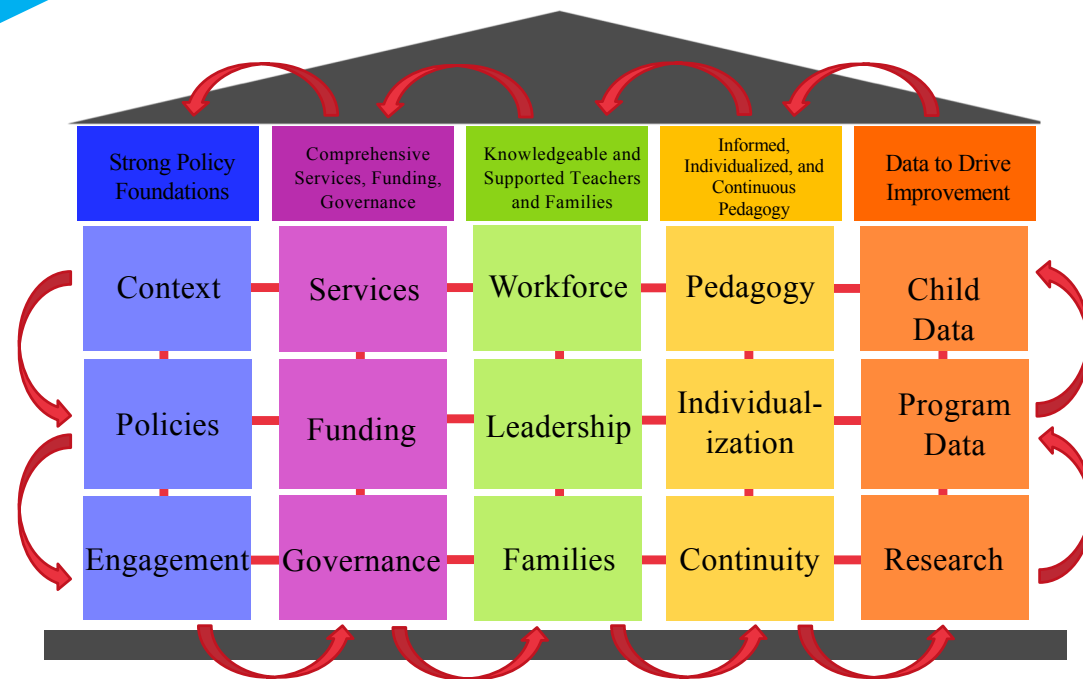 Strong Policy
Foundations
Comprehensive
Services, Funding,
Governance
Knowledgeable and
Supported Teachers
and Families
Informed,
Individualized, and
Continuous
Pedagogy
Data to Drive
Improvement
Context
Services
Workforce
Pedagogy
Child
Data
Policies
Funding
Leadership
Individual-
ization
Program
Data
Engagement
Governance
Families
Continuity
Research